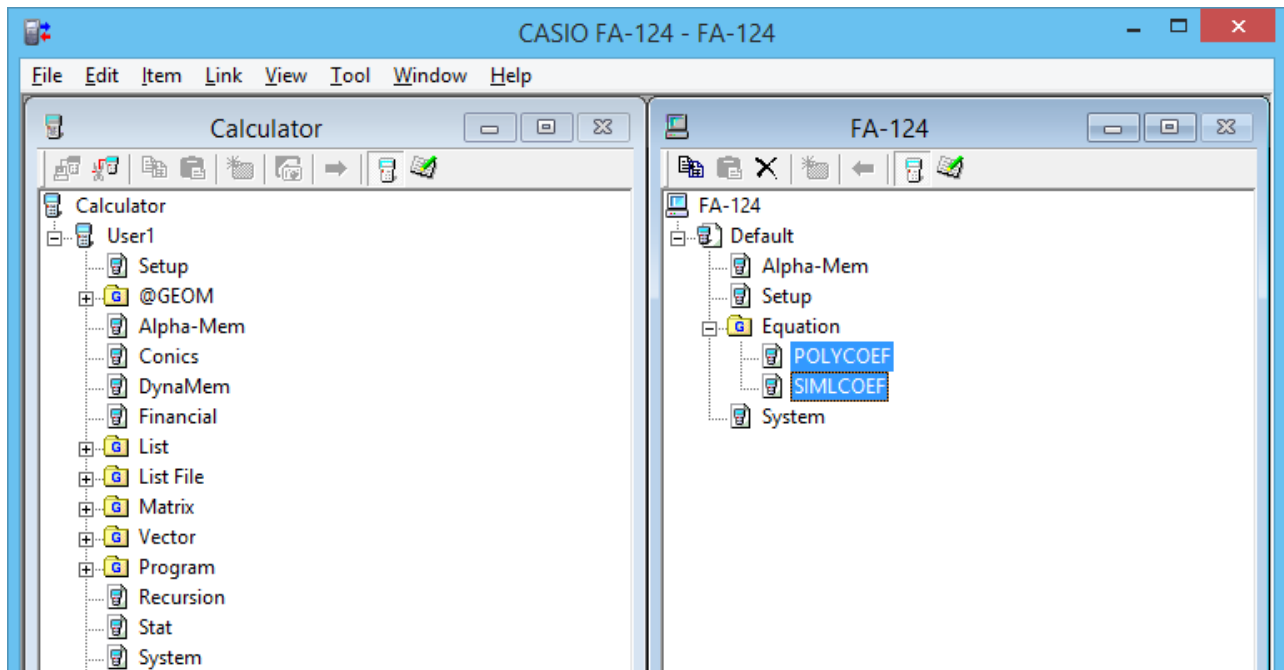 CASIO FA-124 - FA-124
File Edit Item Link View Tool Window Help
Calculator
Calculator
User1
Setup
@GEOM
Alpha-Mem
Conics
DynaMem
Financial
List
List File
Matrix
Vector
Program
Recursion
Stat
System
FA-124
FA-124
Default
Alpha-Mem
Setup
Equation
POLYCOEF
SIMLCOEF
System